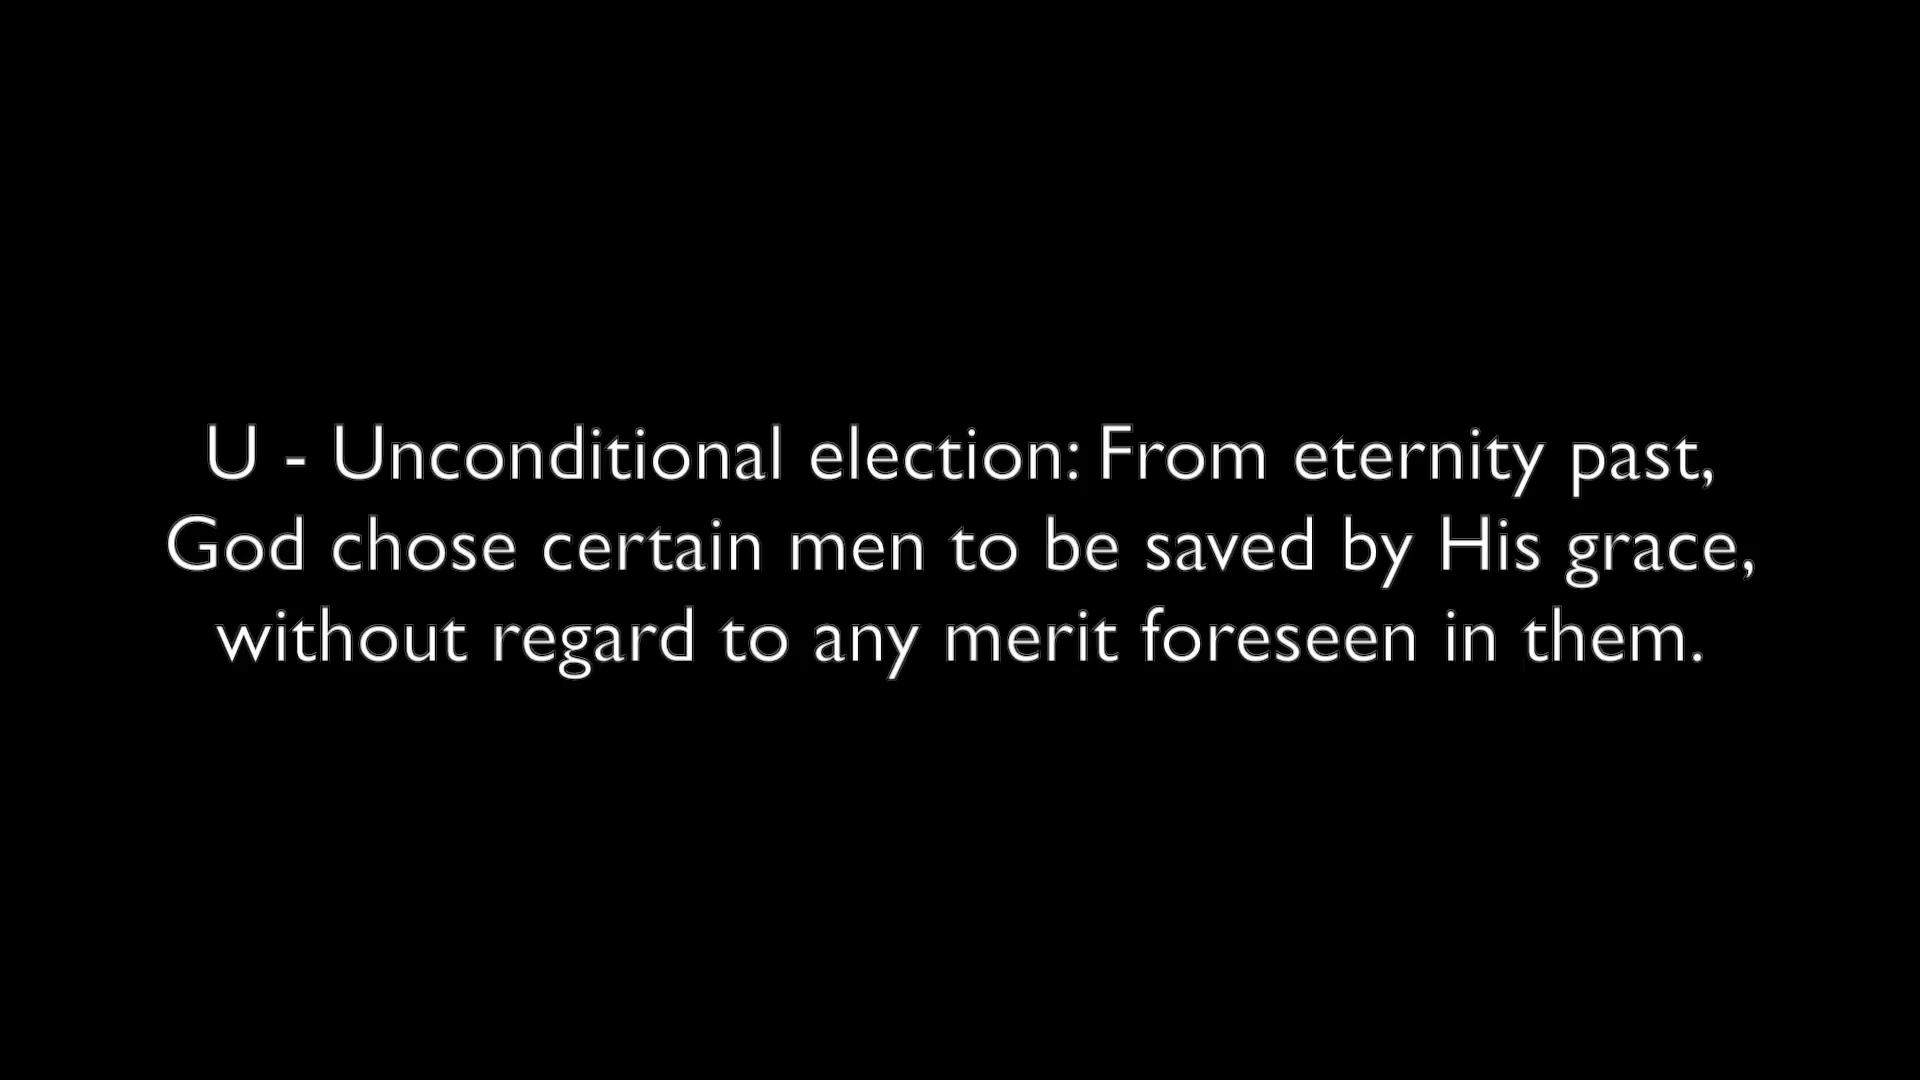 U - Unconditional election: From eternity past,
God chose certain men to be saved by His grace,
without regard to any merit foreseen in them.